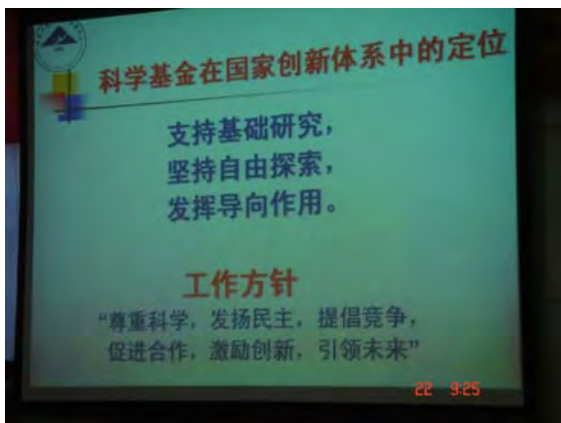 科学基金在国家创新体系中的定位
支持基础研究，
坚持自由探索，
发挥导向作用。
工作方针
“尊重科学，发扬民主，提倡竞争，
促进合作，激励创新，引领未来”
22 9:25